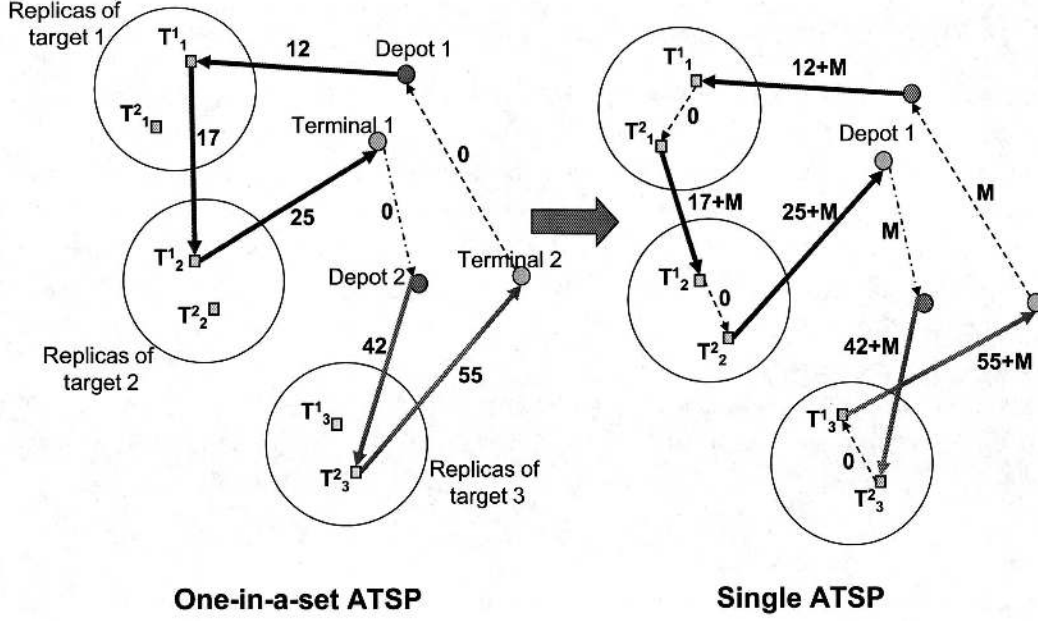 Replicas of
target 1
T¹₁
12
Depot 1
T²₁
17
Terminal 1
0
25
0
T¹₂
Depot 2
Terminal 2
T²₂
Replicas of
target 2
42
55
T¹₃
T²₃
Replicas of
target 3
One-in-a-set ATSP
T¹₁
12+M
0
T²₁
Depot 1
17+M
25+M
M
M
T¹₂
0
T²₂
42+M
55+M
T¹₃
0
T²₃
Single ATSP